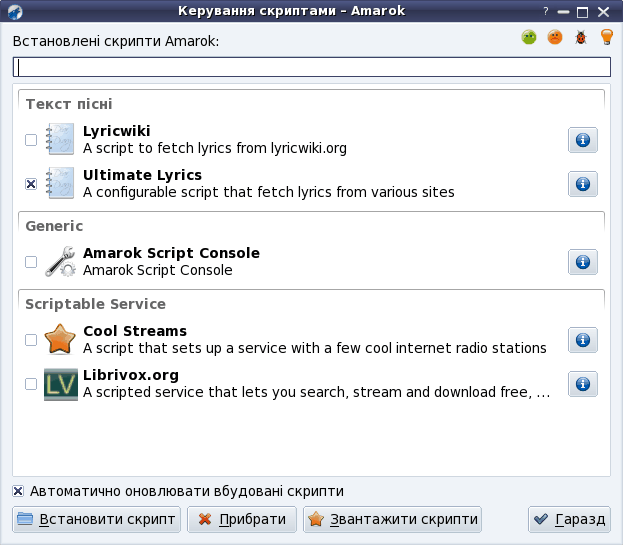 Керування скриптами – Amarok
?
Встановлені скрипти Amarok:
Текст пісні
Lyricwiki
A script to fetch lyrics from lyricwiki.org
Ultimate Lyrics
A configurable script that fetch lyrics from various sites
Generic
Amarok Script Console
Amarok Script Console
Scriptable Service
Cool Streams
A script that sets up a service with a few cool internet radio stations
LV
Librivox.org
A scripted service that lets you search, stream and download free, ...
Автоматично оновлювати вбудовані скрипти
Встановити скрипт Прибрати Звантажити скрипти Гаразд